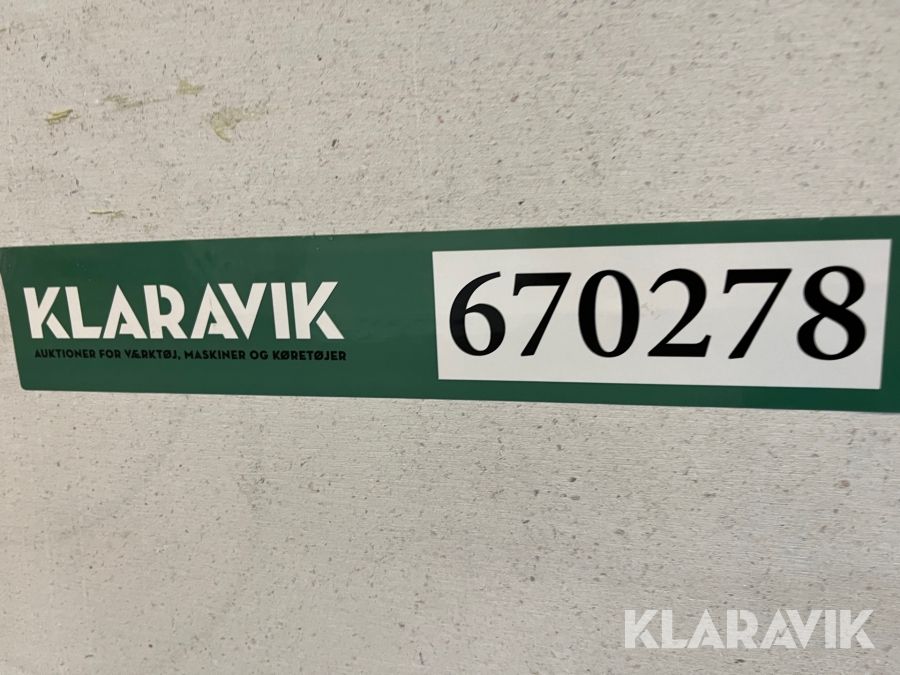 KLARAVIK
AUKTIONER FOR VÆRKTØJ, MASKINER OG KØRETØJER
670278
KLARAVIK